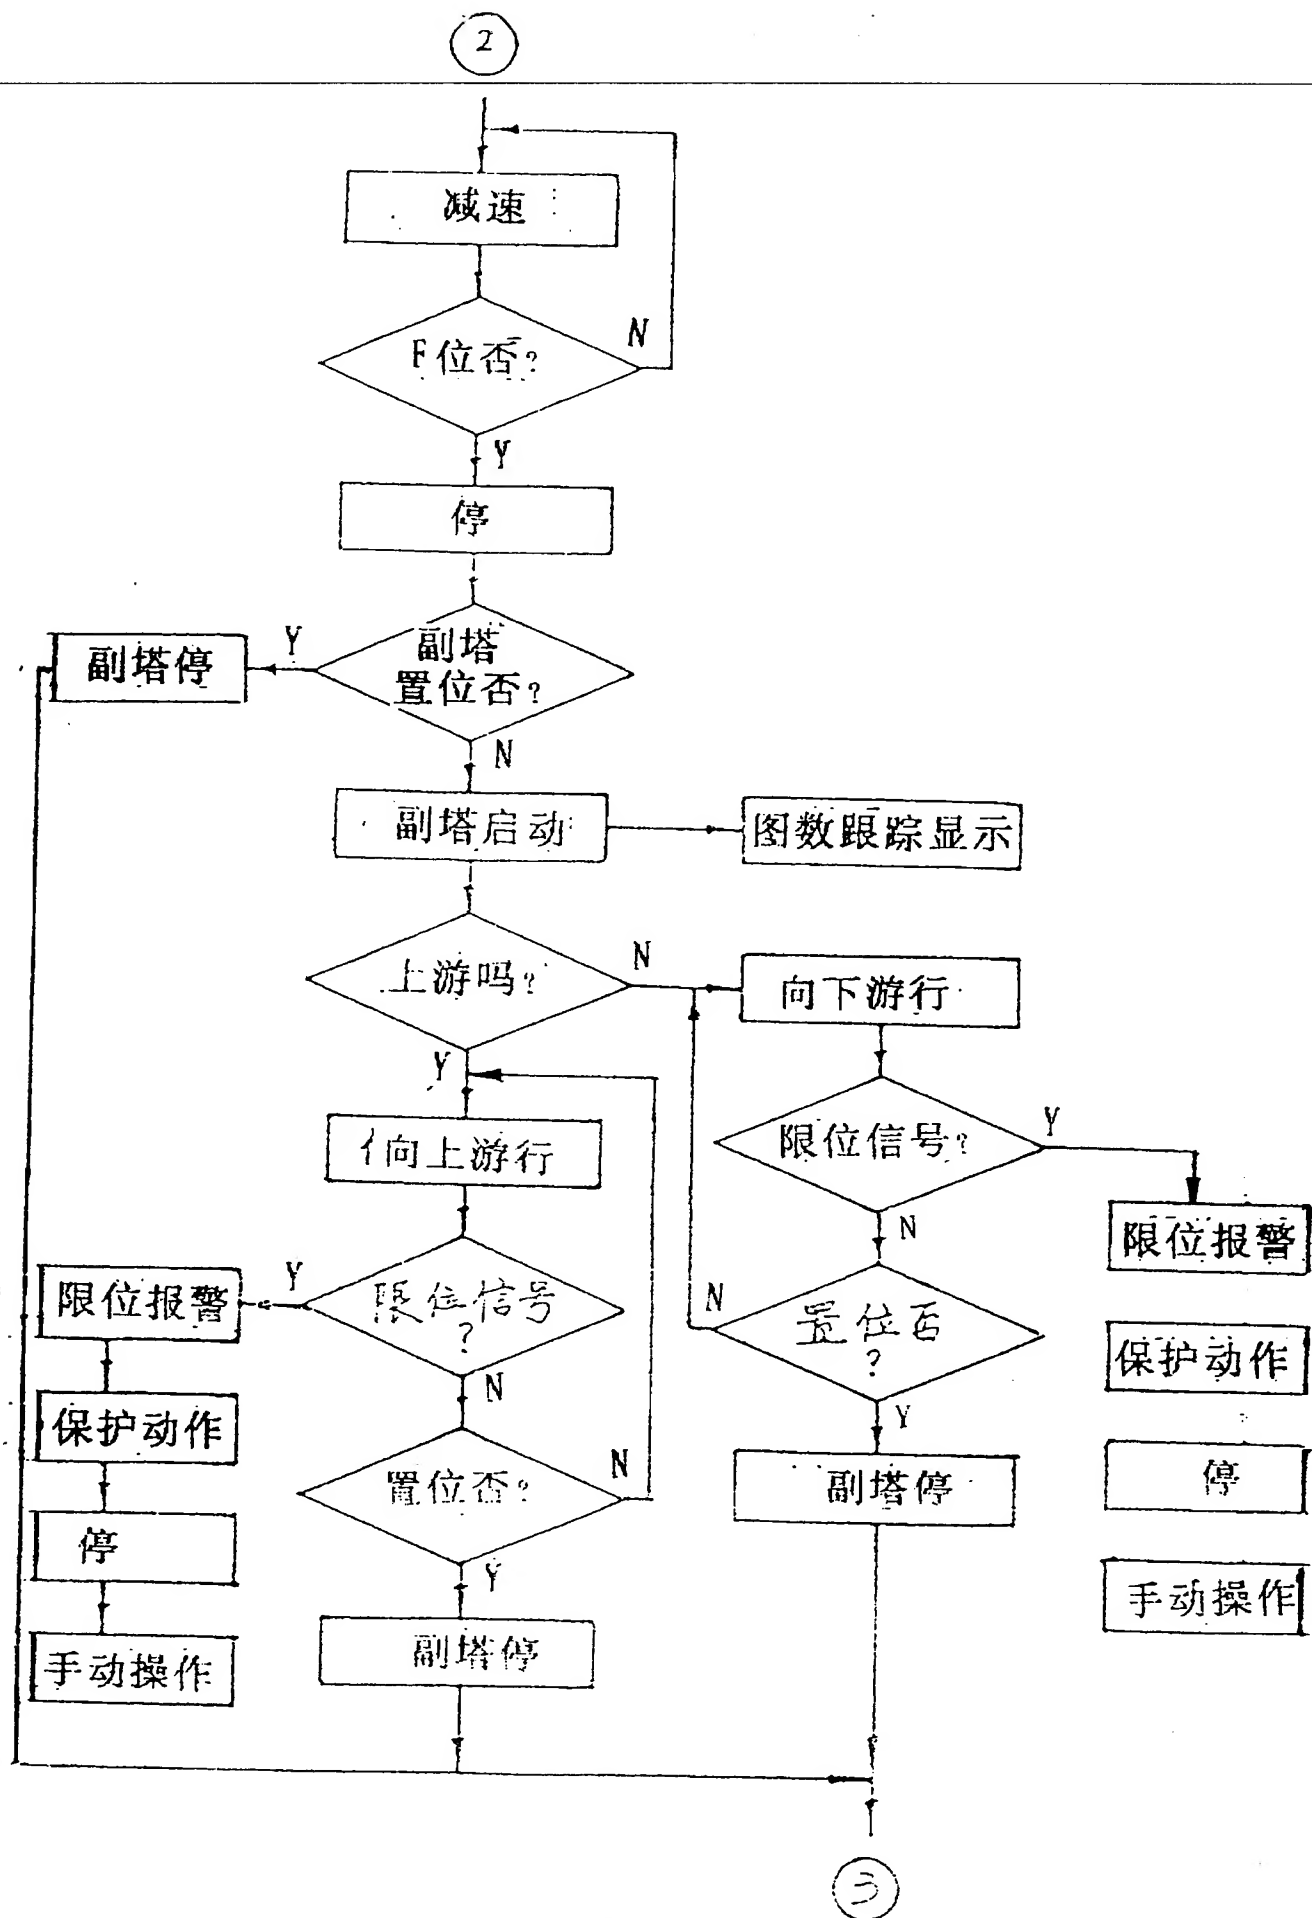 2
减速
N
F位否?
Y
停
Y
副塔停
副塔
置位否?
N
副塔启动
图数跟踪显示
上游吗?
N
向下游行
Y
向上游行
限位信号?
Y
N
限位报警
Y
限位信号
?
N
限位报警
保护动作
N
置位否
?
Y
保护动作
置位否?
N
停
Y
副塔停
停
手动操作
副塔停
手动操作
3